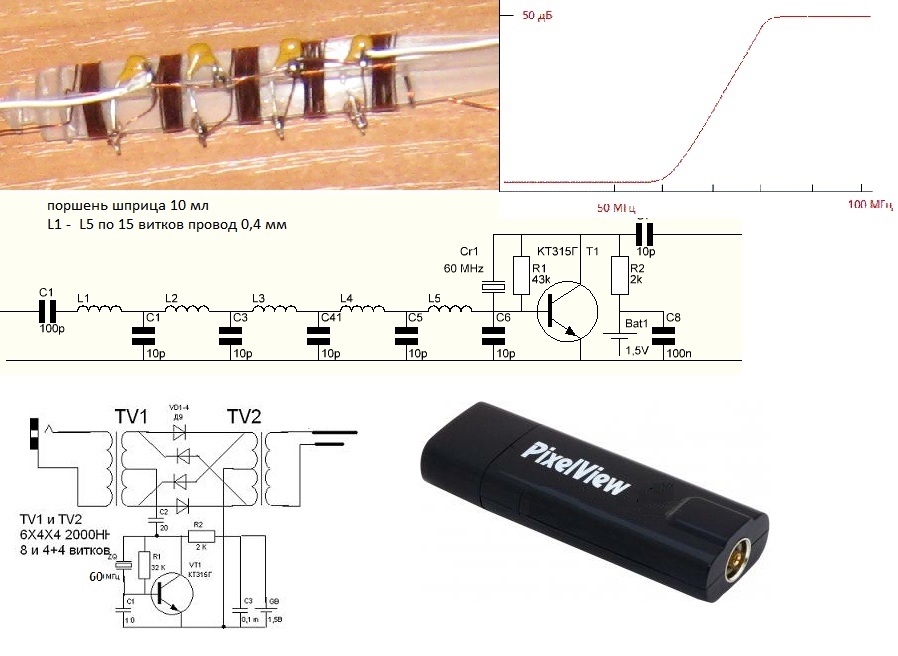 50 дБ
50 МГц
100 МГц
поршень шприца 10 мл
L1 - L5 по 15 витков провод 0,4 мм
10p
Cr1
60 MHz
R1
43k
КТ315Г
T1
R2
2k
C1
100p
L1
L2
L3
L4
L5
C1
10p
C3
10p
C41
10p
C5
10p
C6
10p
Bat1
1,5V
C8
100n
TV1
VD1-4
Д9
TV2
TV1 и TV2
6X4X4 2000НН
8 и 4+4 витков
C2
20
R2
2 К
R1
32 К
VT1
КТ315Г
60 МГц
C1
10
C3
0,1 m
GB
1,5В
PixelView